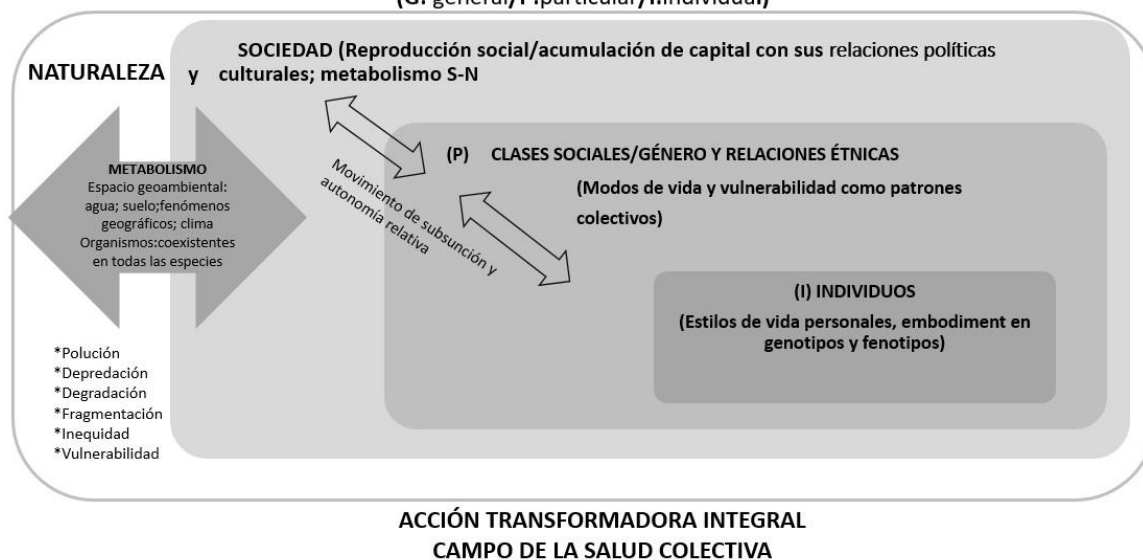 (G: general/P:particular/I:individual)
SOCIEDAD (Reproducción social/acumulación de capital con sus relaciones políticas
NATURALEZA y culturales; metabolismo S-N
METABOLISMO
Espacio geoambiental:
agua; suelo;fenómenos
geográficos; clima
Organismos:coexistentes
en todas las especies
Movimiento de subsunción y
autonomía relativa
(P) CLASES SOCIALES/GÉNERO Y RELACIONES ÉTNICAS
(Modos de vida y vulnerabilidad como patrones
colectivos)
(I) INDIVIDUOS
(Estilos de vida personales, embodiment en
genotipos y fenotipos)
*Polución
*Depredación
*Degradación
*Fragmentación
*Inequidad
*Vulnerabilidad
ACCIÓN TRANSFORMADORA INTEGRAL
CAMPO DE LA SALUD COLECTIVA